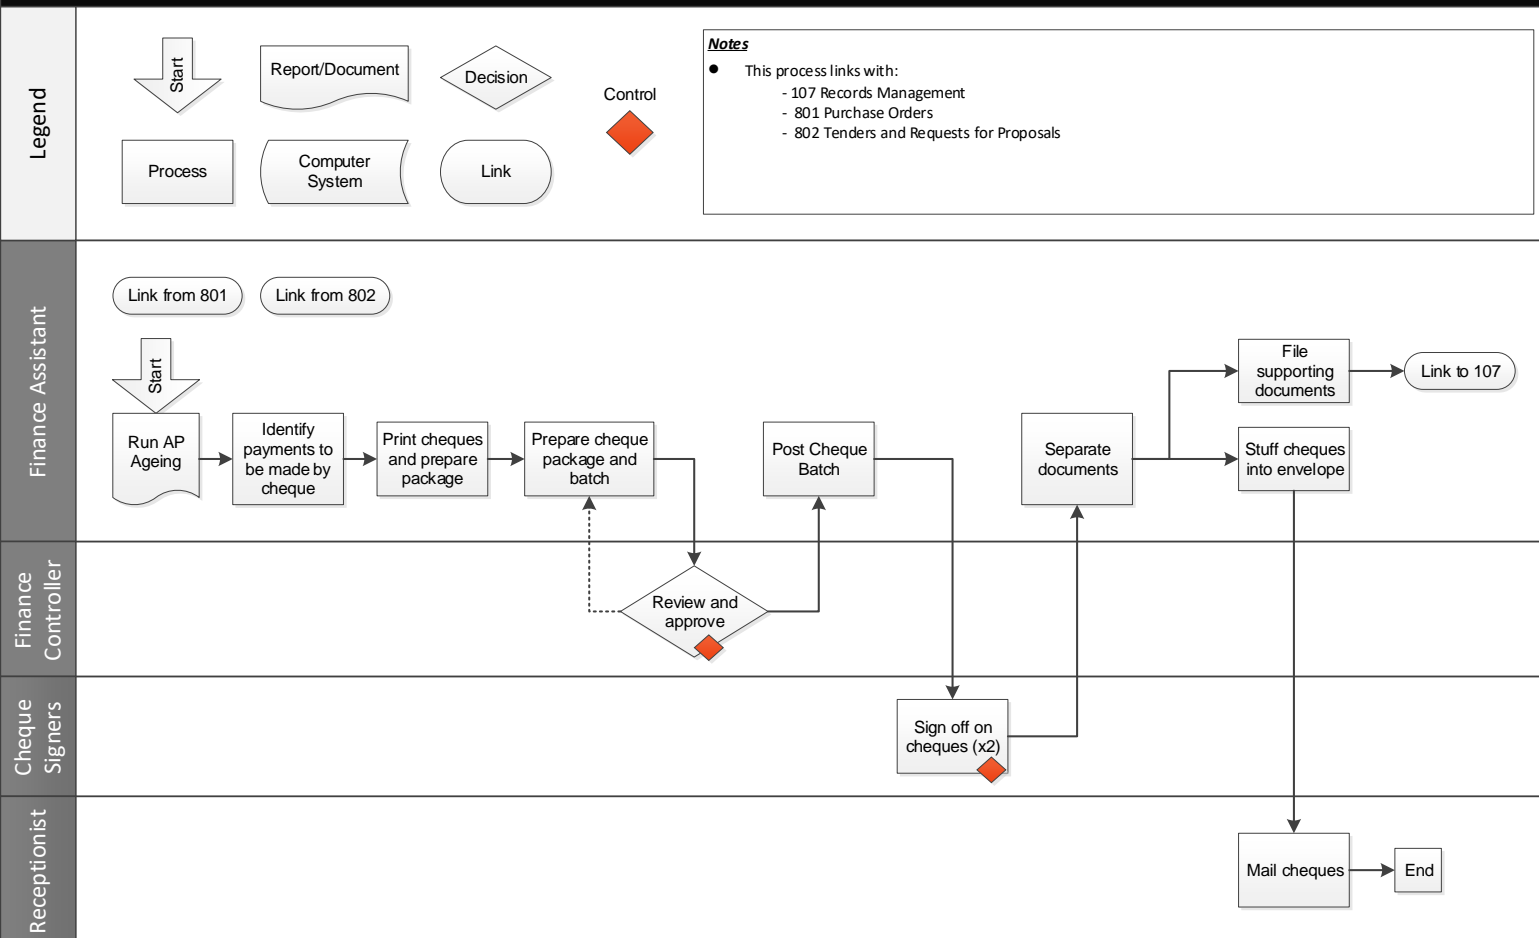 Legend
Start
Report/Document
Decision
Control
Process
Computer
System
Link
Notes
● This process links with:
- 107 Records Management
- 801 Purchase Orders
- 802 Tenders and Requests for Proposals
Finance Assistant
Link from 801
Link from 802
Start
Run AP
Ageing
Identify
payments to
be made by
cheque
Print cheques
and prepare
package
Prepare cheque
package and
batch
Post Cheque
Batch
Separate
documents
File
supporting
documents
Link to 107
Stuff cheques
into envelope
Finance
Controller
Review and
approve
Cheque
Signers
Sign off on
cheques (x2)
Receptionist
Mail cheques
End